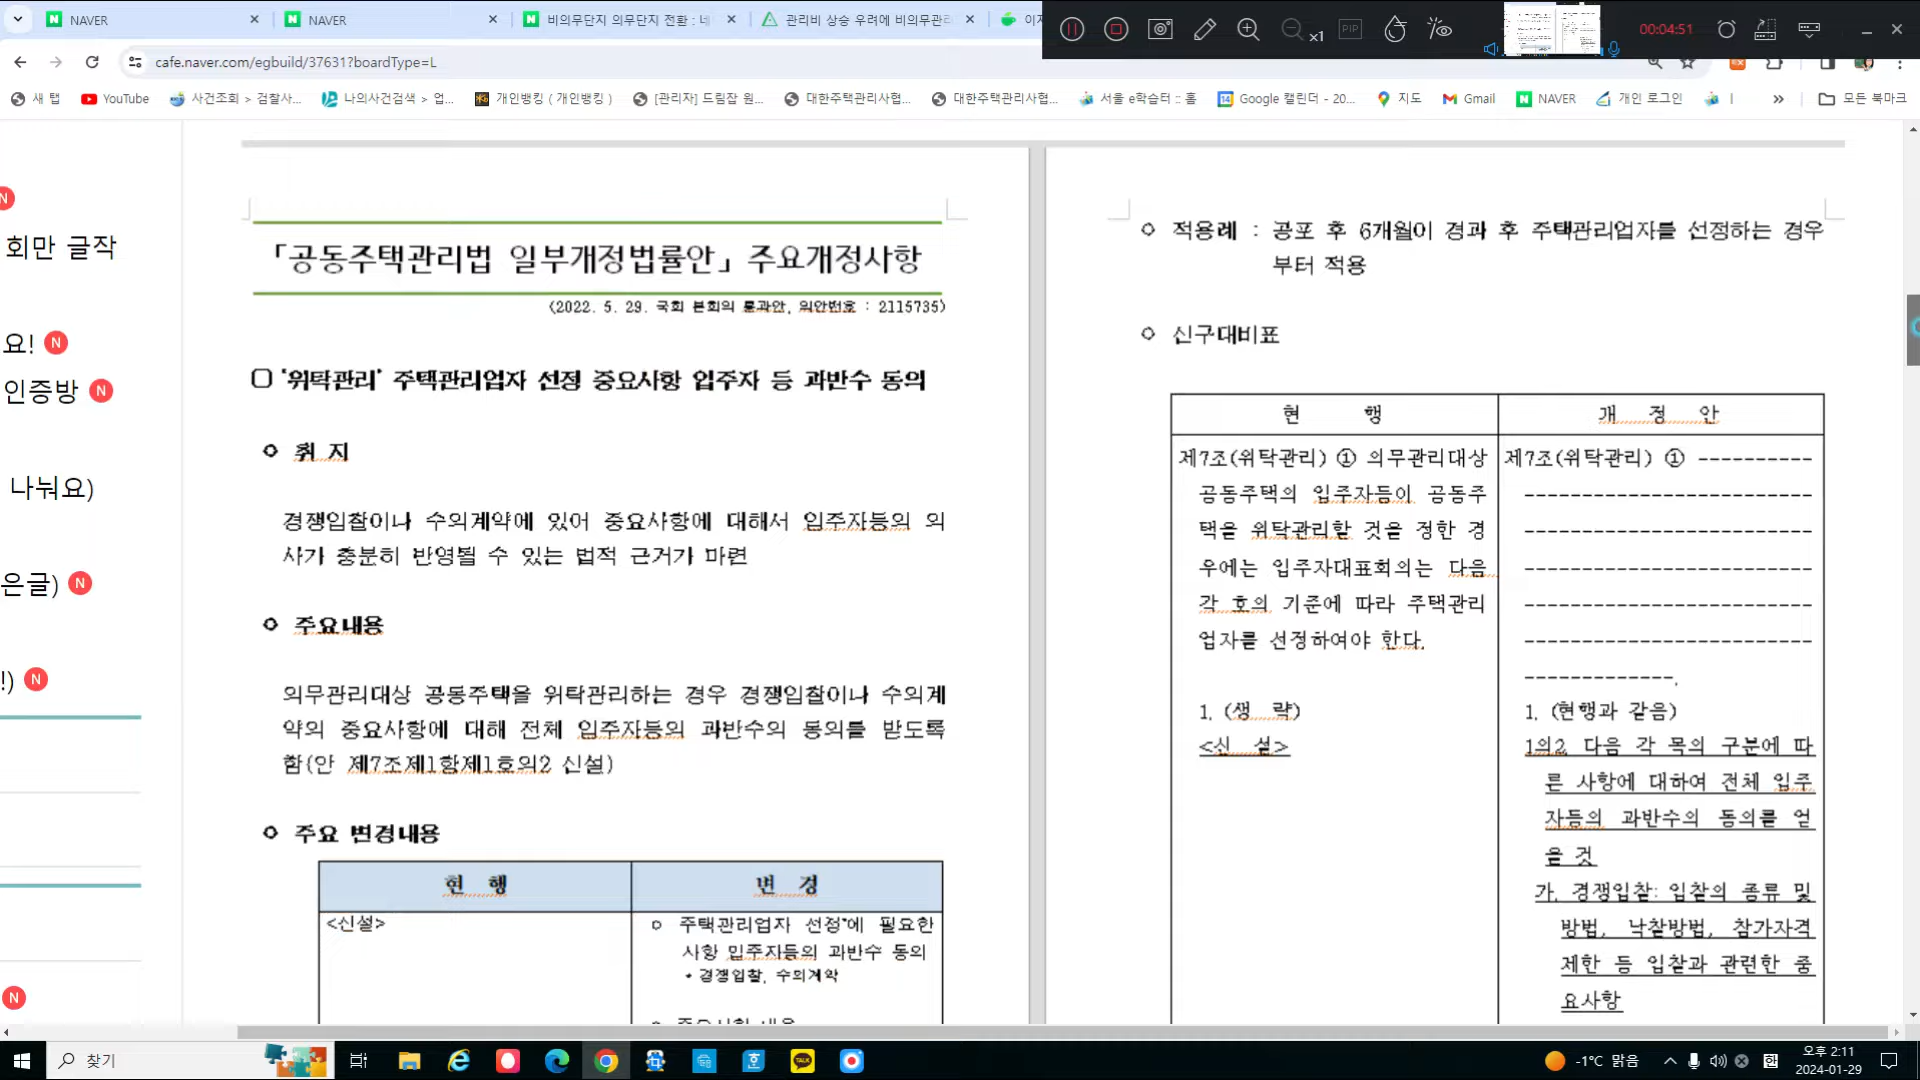 NAVER
NAVER
비의무단지 의무단지 전환 : 네
관리비 상승 우려에 비의무관리
이지
cafe.naver.com/egbuild/37631?boardType=L
x1
PIP
00:04:51
새 탭
YouTube
사건조회 > 검찰사...
나의사건검색 > 업...
개인뱅킹 ( 개인뱅킹 )
[관리자] 드림잡 원...
대한주택관리사협...
대한주택관리사협...
서울 e학습터 :: 홈
Google 캘린더 - 20...
지도
Gmail
NAVER
개인 로그인
모든 북마크
N
회만 글작
요! N
인증방 N
나눠요)
은글) N
!) N
N
「공동주택관리법 일부개정법률안」 주요개정사항
(2022. 5. 29. 국회 본회의 통과안, 의안번호 : 2115735)
□ '위탁관리' 주택관리업자 선정 중요사항 입주자 등 과반수 동의
취 지
경쟁입찰이나 수의계약에 있어 중요사항에 대해서 입주자등의 의
사가 충분히 반영될 수 있는 법적 근거가 마련
주요내용
의무관리대상 공동주택을 위탁관리하는 경우 경쟁입찰이나 수의계
약의 중요사항에 대해 전체 입주자등의 과반수의 동의를 받도록
함(안 제7조제1항제1호의2 신설)
주요 변경내용
현 행
변 경
<신설>
ㅇ 주택관리업자 선정*에 필요한
사항 입주자등의 과반수 동의
* 경쟁입찰, 수의계약
적용례 : 공포 후 6개월이 경과 후 주택관리업자를 선정하는 경우
부터 적용
신구대비표
현 행
개 정 안
제7조(위탁관리) ① 의무관리대상
공동주택의 입주자등이 공동주
택을 위탁관리할 것을 정한 경
우에는 입주자대표회의는 다음
각 호의 기준에 따라 주택관리
업자를 선정하여야 한다.
1. (생 략)
<신 설>
제7조(위탁관리) ① ----------
-------------------------
-------------------------
-------------------------
-------------------------
-------------------------
-------------.
1. (현행과 같음)
1의2. 다음 각 목의 구분에 따
른 사항에 대하여 전체 입주
자등의 과반수의 동의를 얻
을 것
가. 경쟁입찰: 입찰의 종류 및
방법, 낙찰방법, 참가자격
제한 등 입찰과 관련한 중
요사항
찾기
TALK
-1°C 맑음
한
오후 2:11
2024-01-29